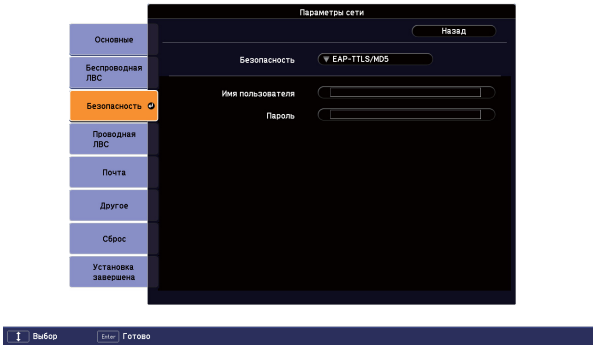 Параметры сети
Назад
Основные
Беспроводная
ЛВС
Безопасность
Проводная
ЛВС
Почта
Другое
Сброс
Установка
завершена
Безопасность
EAP-TTLS/MD5
Имя пользователя
Пароль
Выбор
Enter
Готово